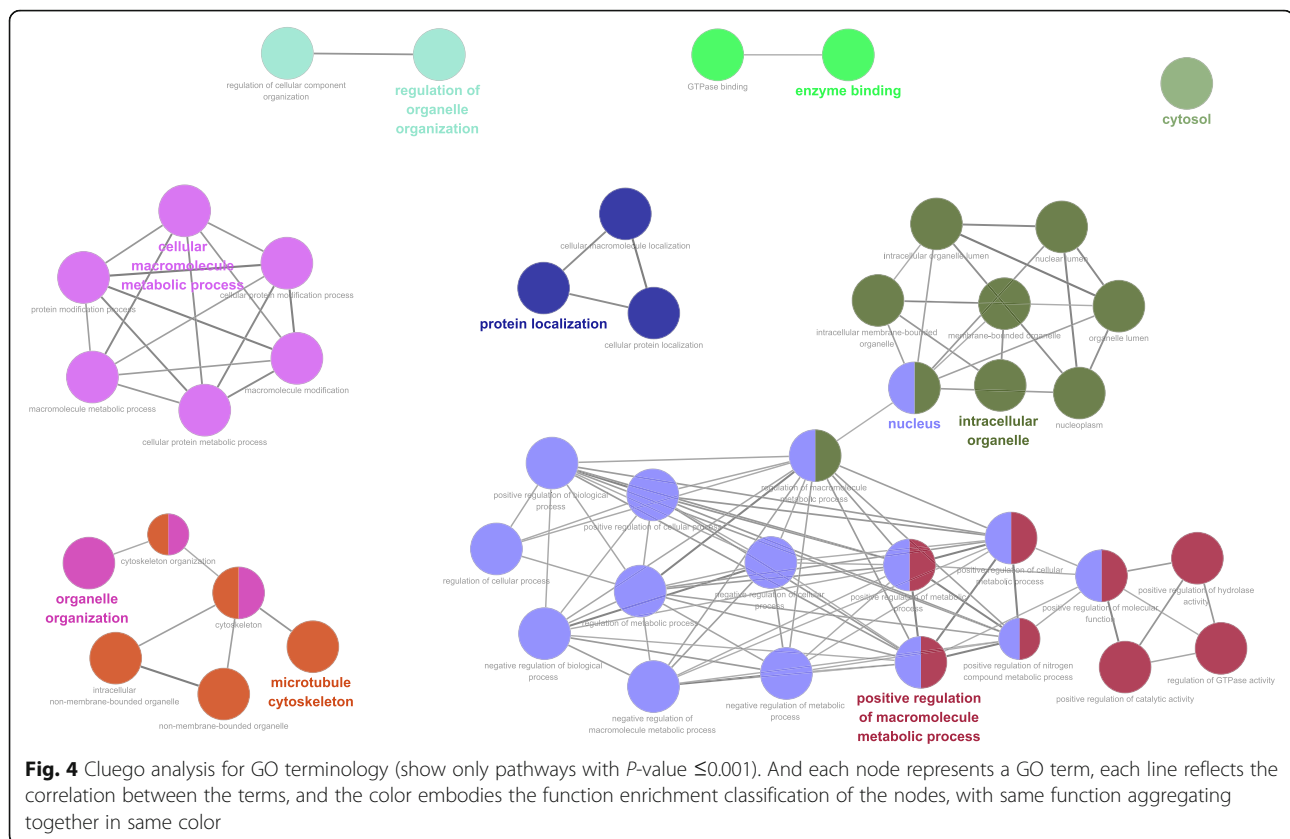 regulation of cellular component
organization
regulation of
organelle
organization
GTPase binding
enzyme binding
cytosol
cellular
macromolecule
metabolic process
protein modification process
cellular protein modification process
macromolecule modification
macromolecule metabolic process
cellular protein metabolic process
cellular macromolecule localization
protein localization
cellular protein localization
intracellular organelle lumen
nuclear lumen
intracellular membrane-bounded
organelle
membrane-bounded organelle
organelle lumen
nucleus
intracellular
organelle
nucleoplasm
cytoskeleton organization
organelle
organization
cytoskeleton
intracellular
non-membrane-bounded organelle
non-membrane-bounded organelle
microtubule
cytoskeleton
positive regulation of biological
process
positive regulation of cellular process
regulation of macromolecule
metabolic process
regulation of cellular process
regulation of metabolic process
negative regulation of cellular
process
positive regulation of metabolic
process
positive regulation of cellular
metabolic process
positive regulation of molecular
function
positive regulation of hydrolase
activity
negative regulation of biological
process
negative regulation of
macromolecule metabolic process
negative regulation of metabolic
process
positive regulation
of macromolecule
metabolic process
positive regulation of nitrogen
compound metabolic process
positive regulation of catalytic activity
regulation of GTPase activity
Fig. 4 Cluego analysis for GO terminology (show only pathways with P-value ≤0.001). And each node represents a GO term, each line reflects the
correlation between the terms, and the color embodies the function enrichment classification of the nodes, with same function aggregating
together in same color